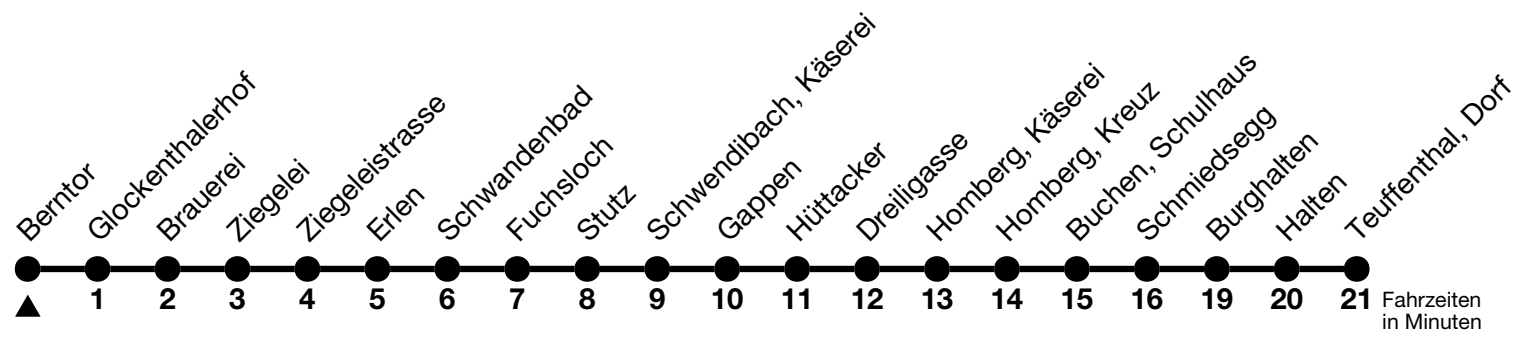 Berntor
Glockenthalerhof
Brauerei
Ziegelei
Ziegeleistrasse
Erlen
Schwandenbad
Fuchsloch
Stutz
Schwendibach, Käserei
Gappen
Hüttacker
Dreiligasse
Homberg, Käserei
Homberg, Kreuz
Buchen, Schulhaus
Schmiedsegg
Burghalten
Halten
Teuffenthal, Dorf
1 2 3 4 5 6 7 8 9 10 11 12 13 14 15 16 19 20 21
Fahrzeiten
in Minuten